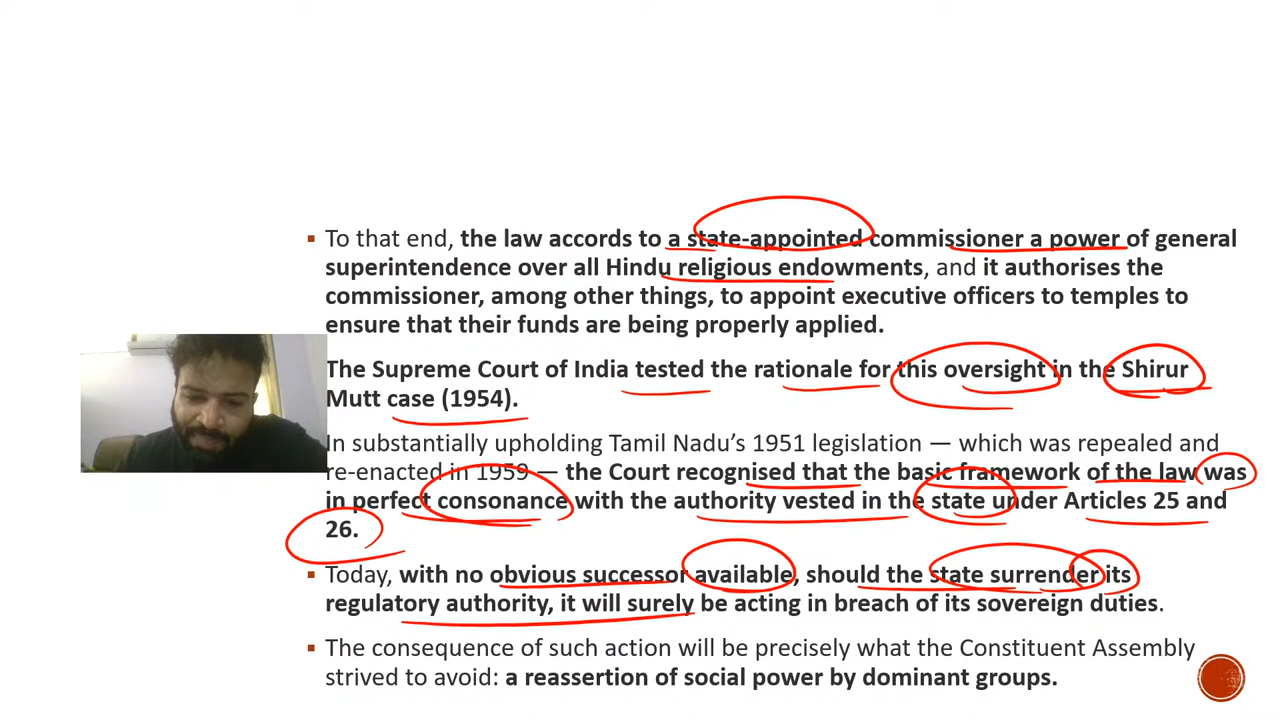 To that end, the law accords to a state-appointed commissioner a power of general
superintendence over all Hindu religious endowments, and it authorises the
commissioner, among other things, to appoint executive officers to temples to
ensure that their funds are being properly applied.
The Supreme Court of India tested the rationale for this oversight in the Shirur
Mutt case (1954).
In substantially upholding Tamil Nadu's 1951 legislation — which was repealed and
re-enacted in 1959 — the Court recognised that the basic framework of the law was
in perfect consonance with the authority vested in the state under Articles 25 and
26.
Today, with no obvious successor available, should the state surrender its
regulatory authority, it will surely be acting in breach of its sovereign duties.
The consequence of such action will be precisely what the Constituent Assembly
strived to avoid: a reassertion of social power by dominant groups.